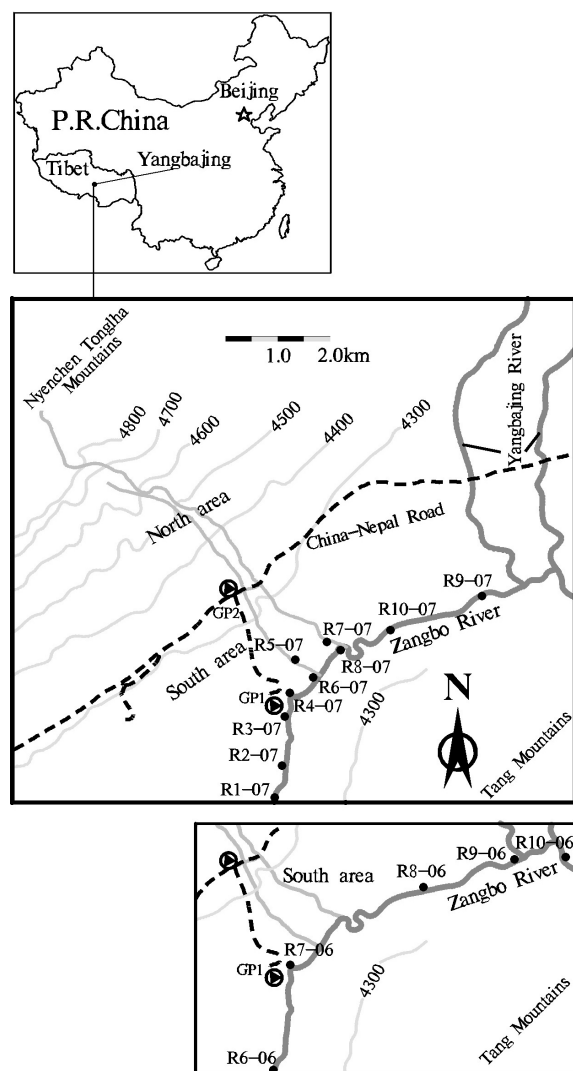 Beijing
P.R.China
Tibet
Yangbajing
Nyenchen Tonglha
Mountains
1.0
2.0km
4800
4700
4600
4500
4400
4300
Yangbajing River
North area
China-Nepal Road
GP2
R9-07
R10-07
Zangbo River
R7-07
R5-07
R8-07
South area
R6-07
GP1
R4-07
R3-07
4300
N
R2-07
Tang Mountains
R1-07
R10-06
R9-06
South area
R8-06
Zangbo River
R7-06
GP1
4300
Tang Mountains
R6-06